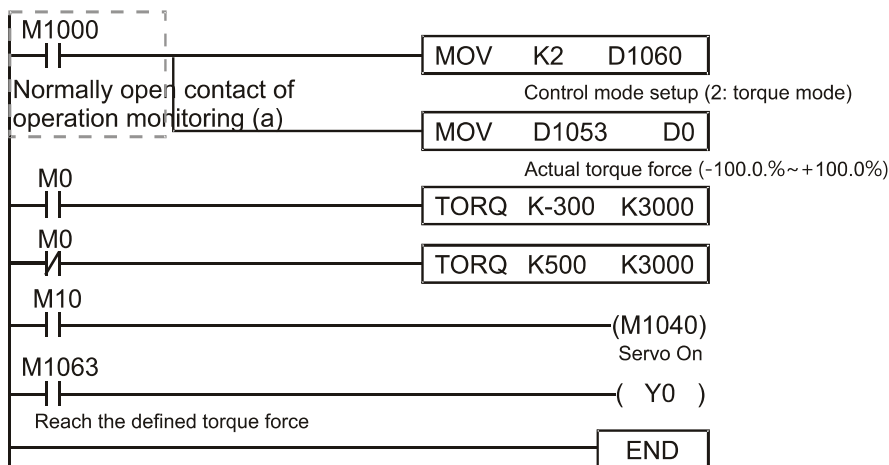 M1000
MOV K2 D1060
Normally open contact of
operation monitoring (a)
Control mode setup (2: torque mode)
MOV D1053 D0
Actual torque force (-100.0.%~+100.0%)
M0
TORQ K-300 K3000
M0
TORQ K500 K3000
M10
(M1040)
Servo On
M1063
( Y0 )
Reach the defined torque force
END